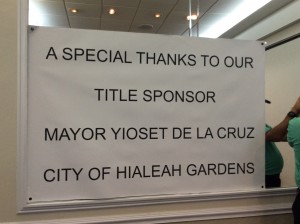 A SPECIAL THANKS TO OUR
TITLE SPONSOR
MAYOR YIOSET DE LA CRUZ
CITY OF HIALEAH GARDENS